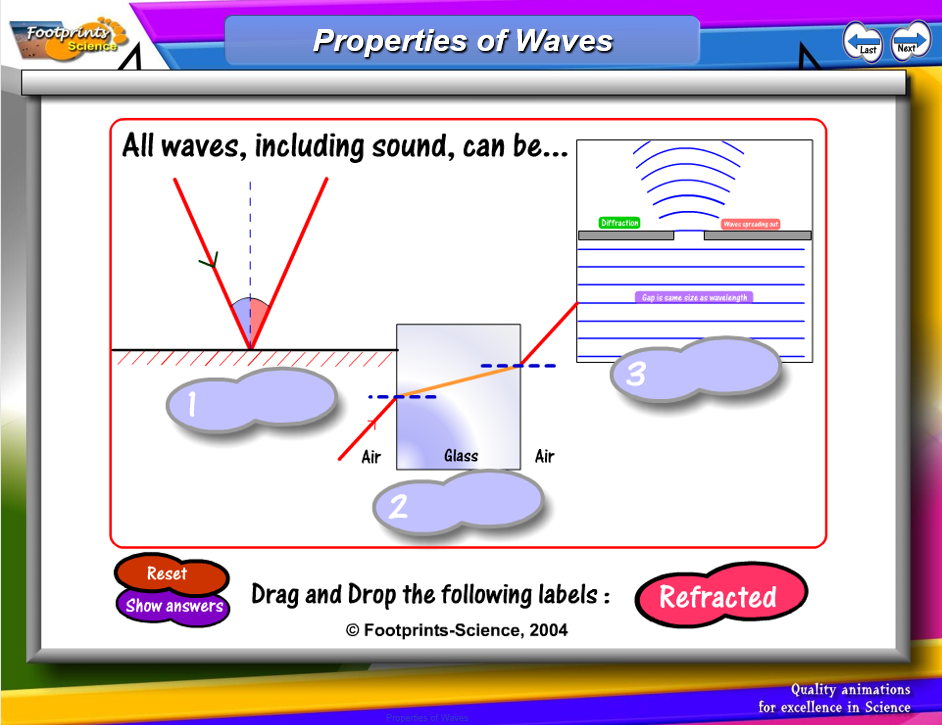 Footprints
Science
Properties of Waves
Last
Next
All waves, including sound, can be...
Diffraction
Waves spreading out
Gap is same size as wavelength
1
3
Air
Glass
Air
2
Reset
Show answers
Drag and Drop the following labels :
Refracted
© Footprints-Science, 2004
Quality animations
for excellence in Science
Properties of Waves